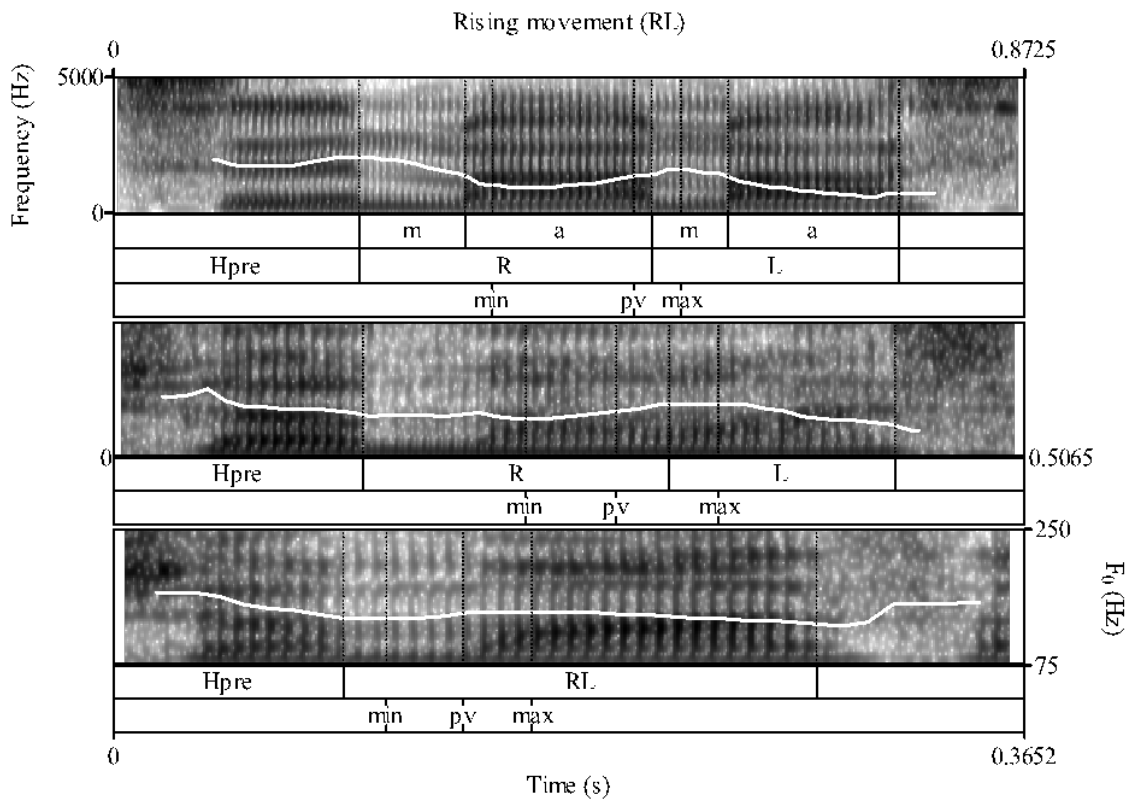 Rising movement (RL)
0 0.8725
5000
Frequency (Hz)
0
m a m a
Hpre R L
min pv max
0 0.5065
Hpre R L
min pv max
250
F0 (Hz)
75
Hpre RL
min pv max
0 0.3652
Time (s)